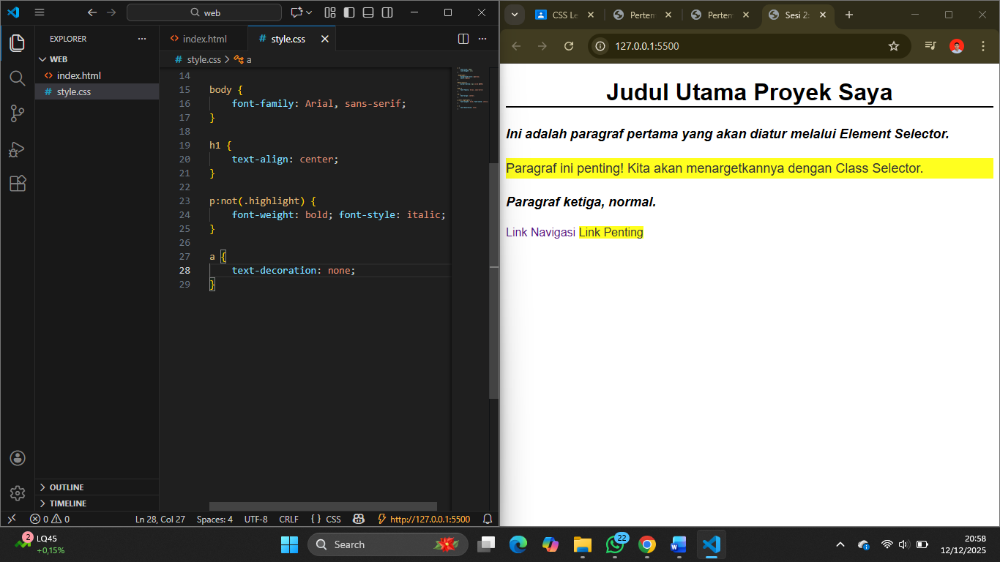 web
EXPLORER
WEB
index.html
style.css
OUTLINE
TIMELINE
index.html
# style.css
# style.css > a
14
15 body {
16 font-family: Arial, sans-serif;
17 }
18
19 h1 {
20 text-align: center;
21 }
22
23 p:not(.highlight) {
24 font-weight: bold; font-style: italic;
25 }
26
27 a {
28 text-decoration: none;
29 }
0 0 Ln 28, Col 27 Spaces: 4 UTF-8 CRLF { } CSS http://127.0.0.1:5500
CSS Le
Pertem
Pertem
Sesi 2:
127.0.0.1:5500
Judul Utama Proyek Saya
Ini adalah paragraf pertama yang akan diatur melalui Element Selector.
Paragraf ini penting! Kita akan menargetkannya dengan Class Selector.
Paragraf ketiga, normal.
Link Navigasi Link Penting
2
LQ45
+0,15%
Search
22
20:58
12/12/2025